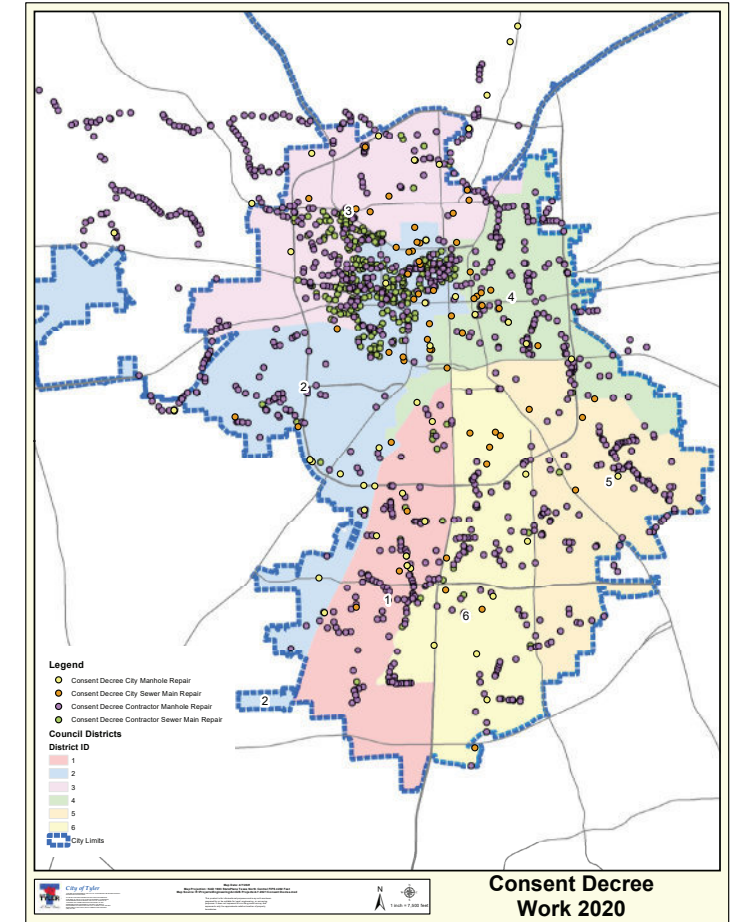 3
4
2
5
1
6
2
Legend
Consent Decree City Manhole Repair
Consent Decree City Sewer Main Repair
Consent Decree Contractor Manhole Repair
Consent Decree Contractor Sewer Main Repair
Council Districts
District ID
1
2
3
4
5
6
City Limits
TYLER
City of Tyler
N
1 inch = 7,500 feet
Consent Decree
Work 2020